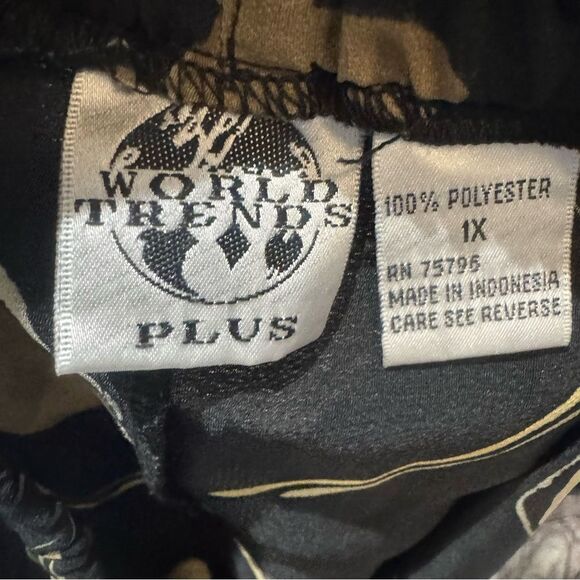 WORLD
TRENDS
PLUS
100% POLYESTER
1X
RN 75796
MADE IN INDONESIA
CARE SEE REVERSE